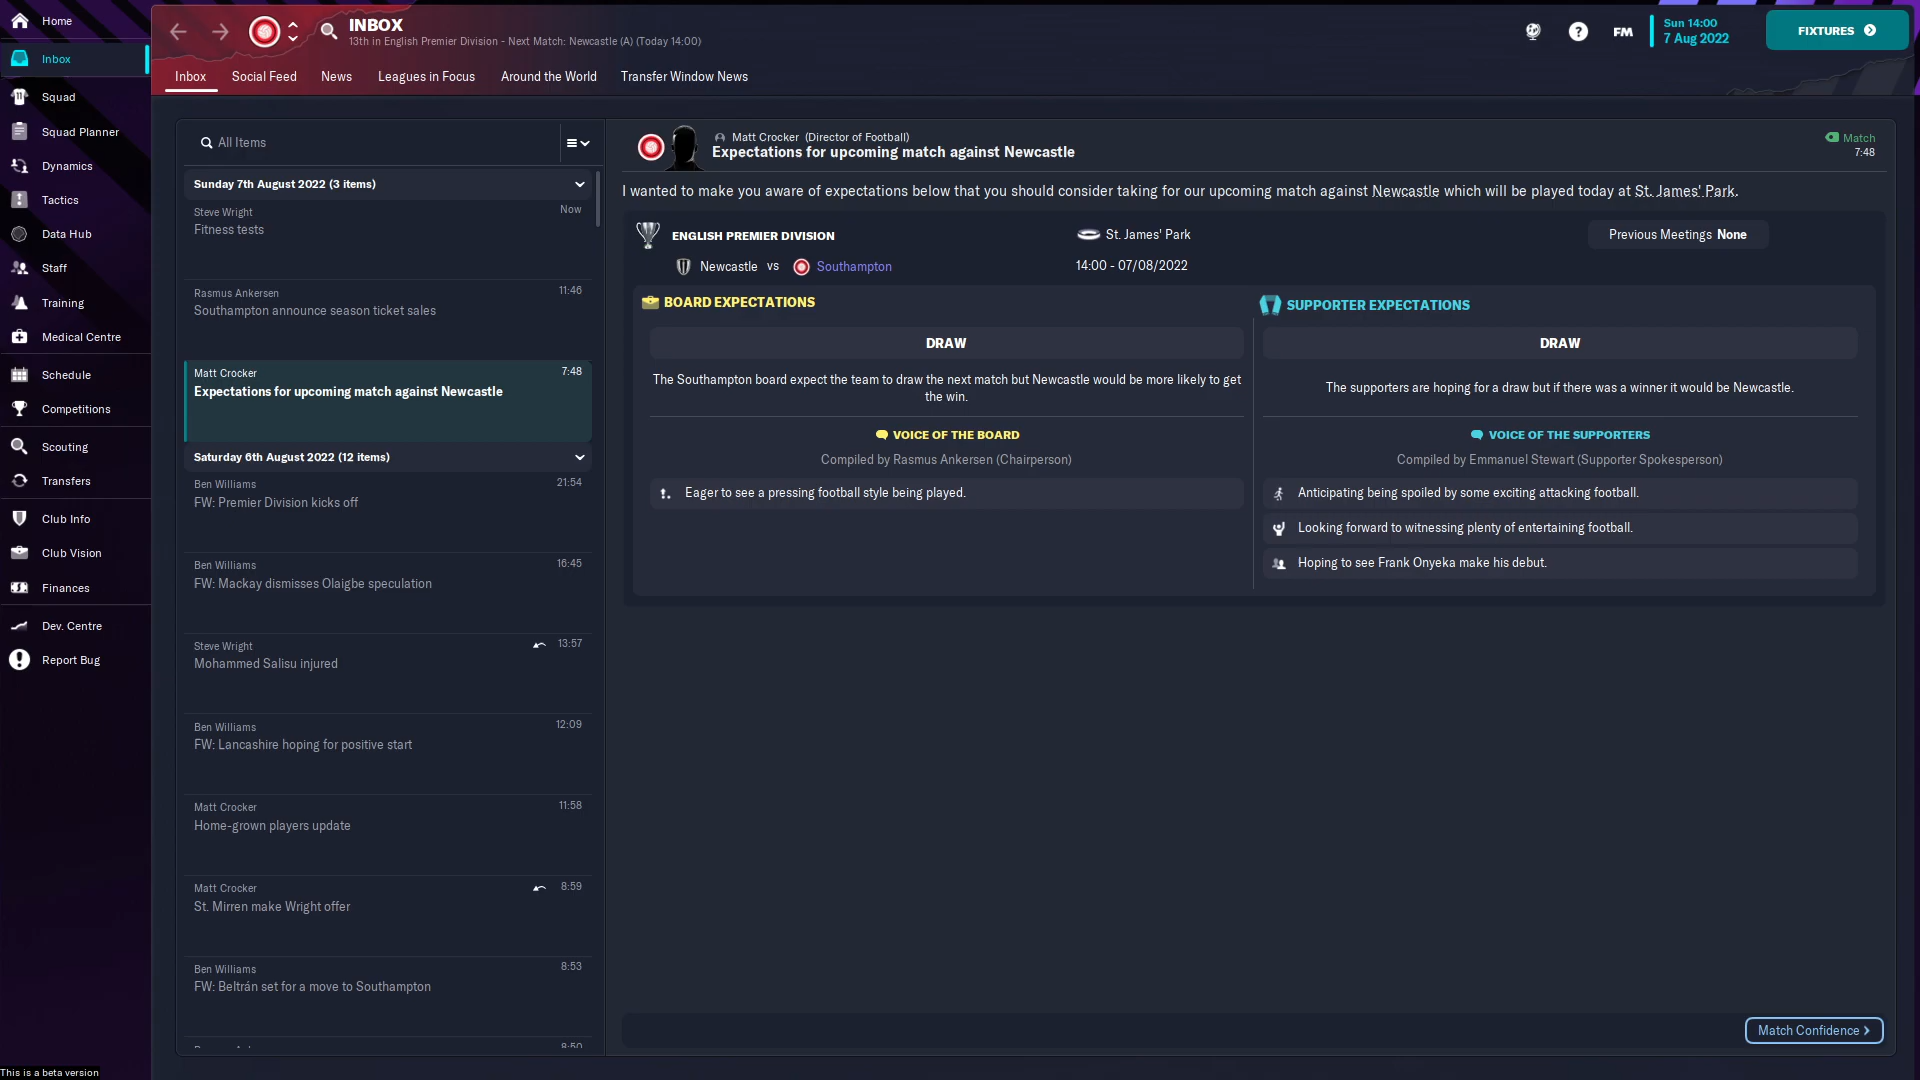 Home
Inbox
Squad
Squad Planner
Dynamics
Tactics
Data Hub
Staff
Training
Medical Centre
Schedule
Competitions
Scouting
Transfers
Club Info
Club Vision
Finances
Dev. Centre
Report Bug
This is a beta version
INBOX
13th in English Premier Division - Next Match: Newcastle (A) (Today 14:00)
?
FM
Sun 14:00
7 Aug 2022
FIXTURES
Inbox Social Feed News Leagues in Focus Around the World Transfer Window News
All Items
Sunday 7th August 2022 (3 items)
Steve Wright Now
Fitness tests
Rasmus Ankersen 11:46
Southampton announce season ticket sales
Matt Crocker 7:48
Expectations for upcoming match against Newcastle
Saturday 6th August 2022 (12 items)
Ben Williams 21:54
FW: Premier Division kicks off
Ben Williams 16:45
FW: Mackay dismisses Olaigbe speculation
Steve Wright 13:57
Mohammed Salisu injured
Ben Williams 12:09
FW: Lancashire hoping for positive start
Matt Crocker 11:58
Home-grown players update
Matt Crocker 8:59
St. Mirren make Wright offer
Ben Williams 8:53
FW: Beltrán set for a move to Southampton
8:50
Matt Crocker (Director of Football)
Expectations for upcoming match against Newcastle
Match
7:48
I wanted to make you aware of expectations below that you should consider taking for our upcoming match against Newcastle which will be played today at St. James' Park.
ENGLISH PREMIER DIVISION
Newcastle vs Southampton
St. James' Park
14:00 - 07/08/2022
Previous Meetings None
BOARD EXPECTATIONS
DRAW
The Southampton board expect the team to draw the next match but Newcastle would be more likely to get
the win.
VOICE OF THE BOARD
Compiled by Rasmus Ankersen (Chairperson)
Eager to see a pressing football style being played.
SUPPORTER EXPECTATIONS
DRAW
The supporters are hoping for a draw but if there was a winner it would be Newcastle.
VOICE OF THE SUPPORTERS
Compiled by Emmanuel Stewart (Supporter Spokesperson)
Anticipating being spoiled by some exciting attacking football.
Looking forward to witnessing plenty of entertaining football.
Hoping to see Frank Onyeka make his debut.
Match Confidence